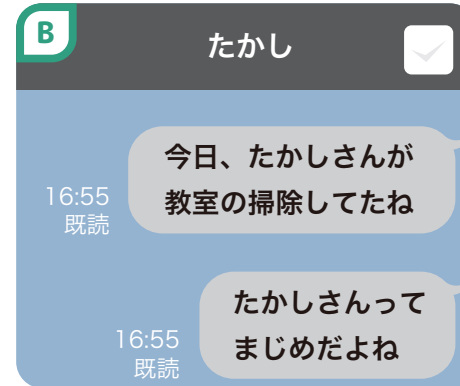 B
たかし
今日、たかしさんが
教室の掃除してたね
16:55
既読
たかしさんって
まじめだよね
16:55
既読